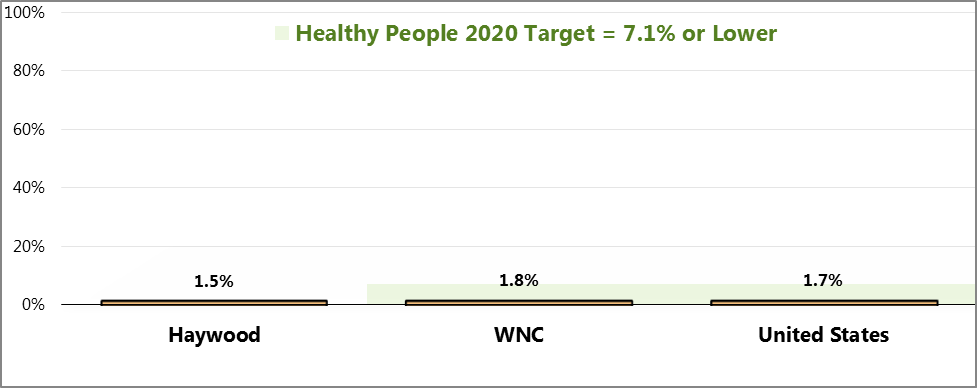 100%
Healthy People 2020 Target = 7.1% or Lower
80%
60%
40%
20%
0%
1.5%
1.8%
1.7%
Haywood
WNC
United States